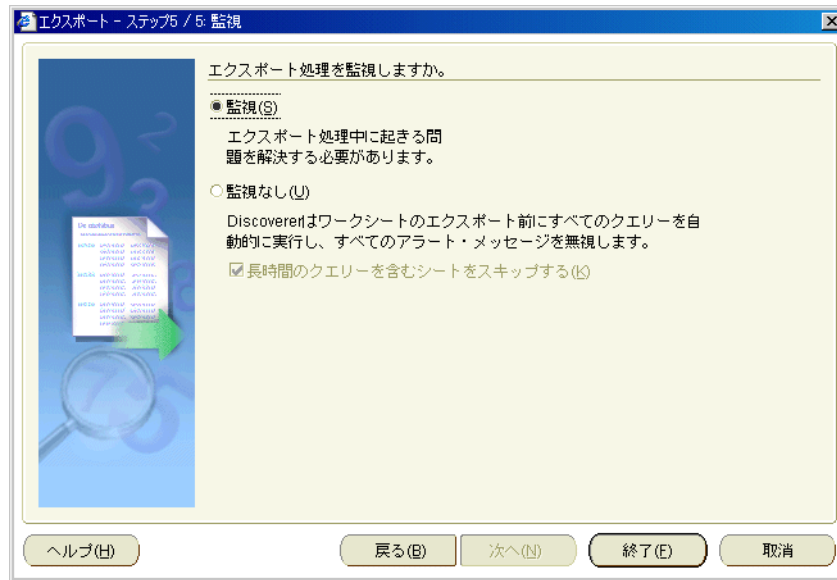 エクスポート - ステップ5 / 5: 監視
エクスポート処理を監視しますか。
監視(S)
エクスポート処理中に起きる問
題を解決する必要があります。
監視なし(U)
Discovererはワークシートのエクスポート前にすべてのクエリーを自
動的に実行し、すべてのアラート・メッセージを無視します。
長時間のクエリーを含むシートをスキップする(K)
ヘルプ(H)
戻る(B)
次へ(N)
終了(F)
取消